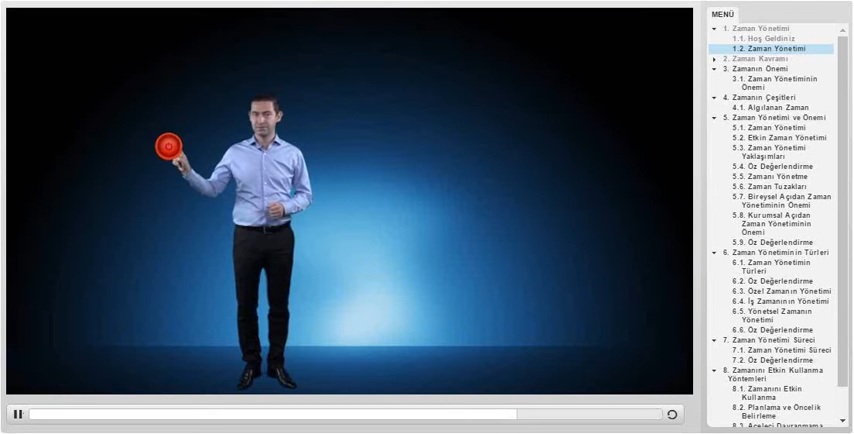 MENÜ
1. Zaman Yönetimi
1.1. Hoş Geldiniz
1.2. Zaman Yönetimi
2. Zaman Kavramı
3. Zamanın Önemi
3.1. Zaman Yönetiminin
Önemi
4. Zamanın Çeşitleri
4.1. Algılanan Zaman
5. Zaman Yönetimi ve Önemi
5.1. Zaman Yönetimi
5.2. Etkin Zaman Yönetimi
5.3. Zaman Yönetimi
Yaklaşımları
5.4. Öz Değerlendirme
5.5. Zamanı Yönetme
5.6. Zaman Tuzakları
5.7. Bireysel Açıdan Zaman
Yönetiminin Önemi
5.8. Kurumsal Açıdan
Zaman Yönetiminin
Önemi
5.9. Öz Değerlendirme
6. Zaman Yönetiminin Türleri
6.1. Zaman Yönetimin
Türleri
6.2. Öz Değerlendirme
6.3. Özel Zamanın Yönetimi
6.4. İş Zamanının Yönetimi
6.5. Yönetsel Zamanın
Yönetimi
6.6. Öz Değerlendirme
7. Zaman Yönetimi Süreci
7.1. Zaman Yönetimi Süreci
7.2. Öz Değerlendirme
8. Zamanını Etkin Kullanma
Yöntemleri
8.1. Zamanını Etkin
Kullanma
8.2. Planlama ve Öncelik
Belirleme
8.3. Aceleci Davranmama